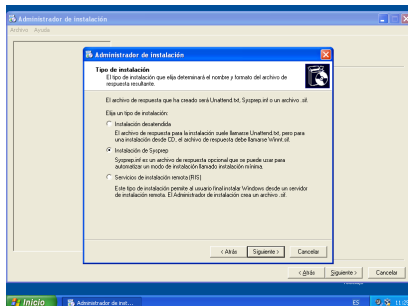 Administrador de instalación
Archivo Ayuda
Administrador de instalación
Tipo de instalación
El tipo de instalación que elija determinará el nombre y formato del archivo de
respuesta resultante.
El archivo de respuesta que ha creado será Unattend.txt, Sysprep.inf o un archivo .sif.
Elija un tipo de instalación:
Instalación desatendida
El archivo de respuesta para la instalación suele llamarse Unattend.txt, pero para
una instalación desde CD, el archivo de respuesta debe llamarse Winnt.sif.
Instalación de Sysprep
Sysprep.inf es un archivo de respuesta opcional que se puede usar para
automatizar un modo de instalación llamado instalación mínima.
Servicios de instalación remota (RIS)
Este tipo de instalación permite al usuario final instalar Windows desde un servidor
de instalación remota. El Administrador de instalación crea un archivo .sif.
< Atrás Siguiente > Cancelar
< Atrás Siguiente > Cancelar
Inicio Administrador de inst... ES 11:25